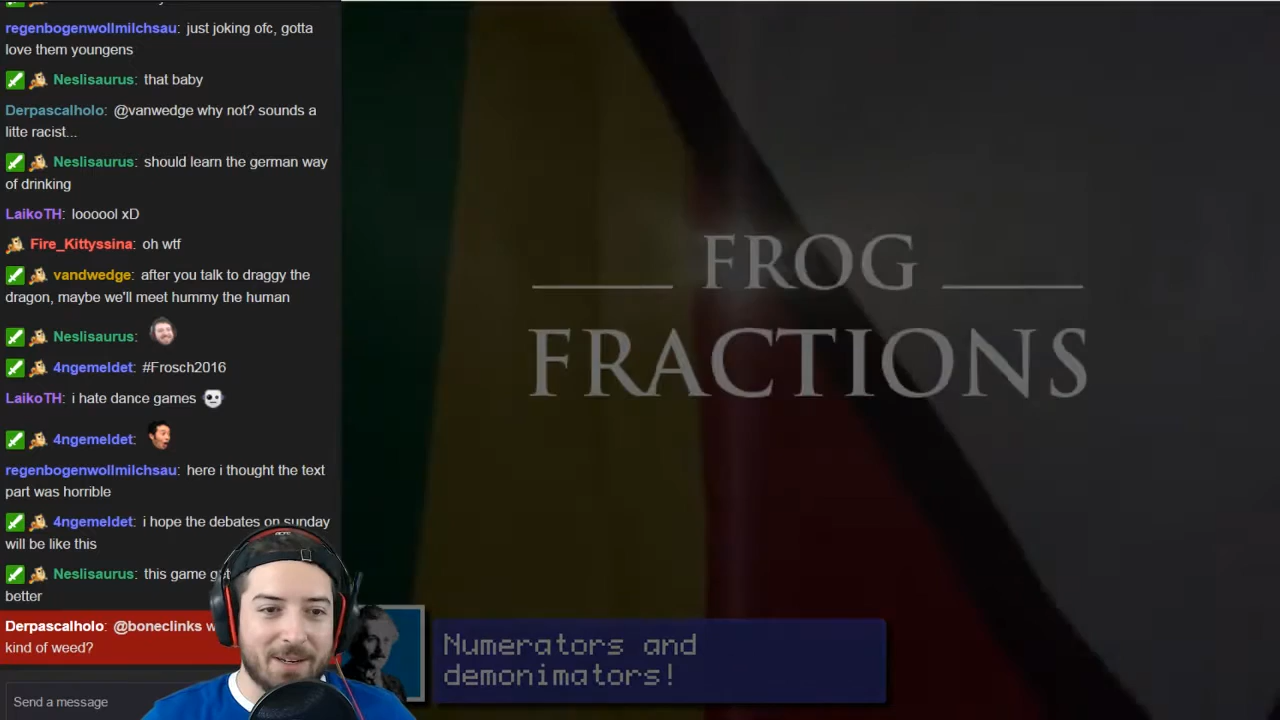 regenbogenwollmilchsau: just joking ofc, gotta
love them youngens
Neslisaurus: that baby
Derpascalholo: @vanwedge why not? sounds a
litte racist...
Neslisaurus: should learn the german way
of drinking
LaikoTH: loooool xD
Fire_Kittyssina: oh wtf
vandwedge: after you talk to draggy the
dragon, maybe we'll meet hummy the human
Neslisaurus:
4ngemeldet: #Frosch2016
LaikoTH: i hate dance games
4ngemeldet:
regenbogenwollmilchsau: here i thought the text
part was horrible
4ngemeldet: i hope the debates on sunday
will be like this
Neslisaurus: this game
better
Derpascalholo: @boneclinks
kind of weed?
Send a message
FROG
FRACTIONS
Numerators and
demonimators!